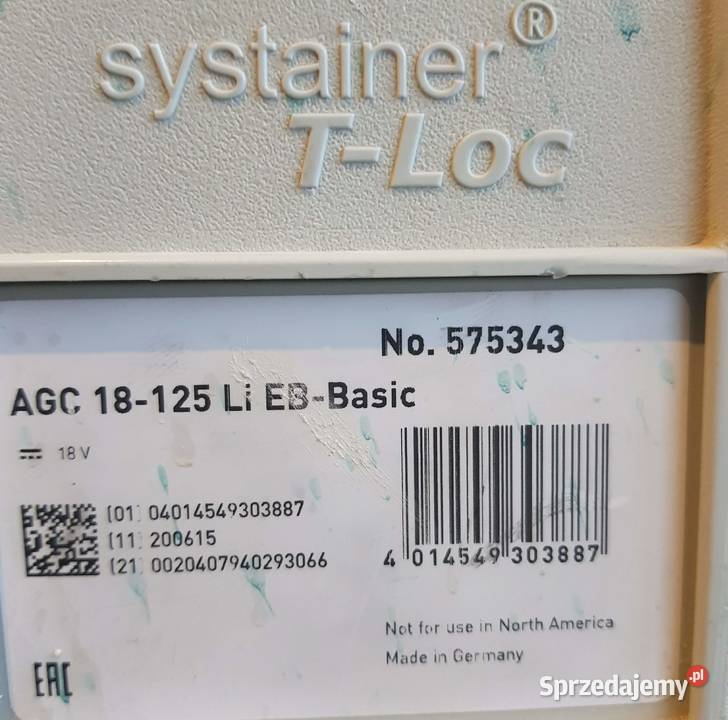 systainer®
T-Loc
No. 575343
AGC 18-125 Li EB-Basic
18 V
(01) 04014549303887
(11) 200615
(21) 0020407940293066
4 014549 303887
Not for use in North America
Made in Germany
EAC
Sprzedajemy.pl